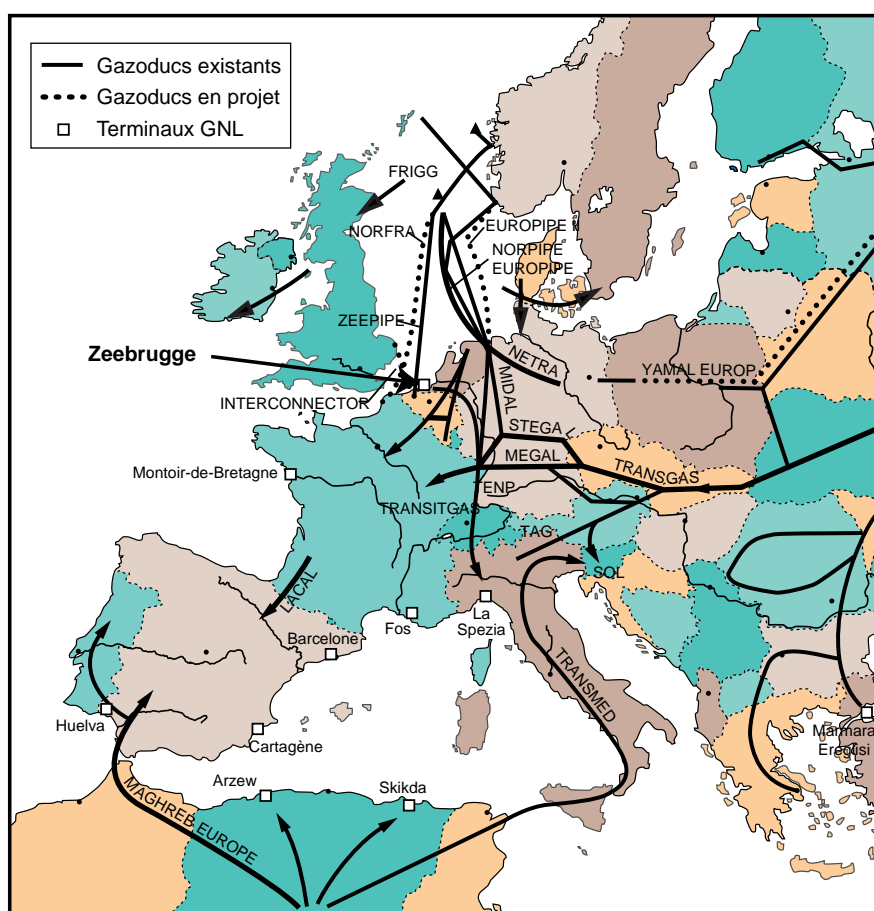 Gazoducs existants
Gazoducs en projet
Terminaux GNL
FRIGG
NORFRA
EUROPIPE II
NORPIPE
EUROPIPE
ZEEPIPE
Zeebrugge
NETRA
YAMAL EUROP.
MIDAL
INTERCONNECTOR
STEGAL
MEGAL
TRANSGAS
Montoir-de-Bretagne
TENP
TRANSITGAS
TAG
SOL
LACAL
La
Spezia
Fos
Barcelone
TRANSMED
Huelva
Cartagène
Marmara
Ereglisi
Arzew
Skikda
MAGHREB EUROPE